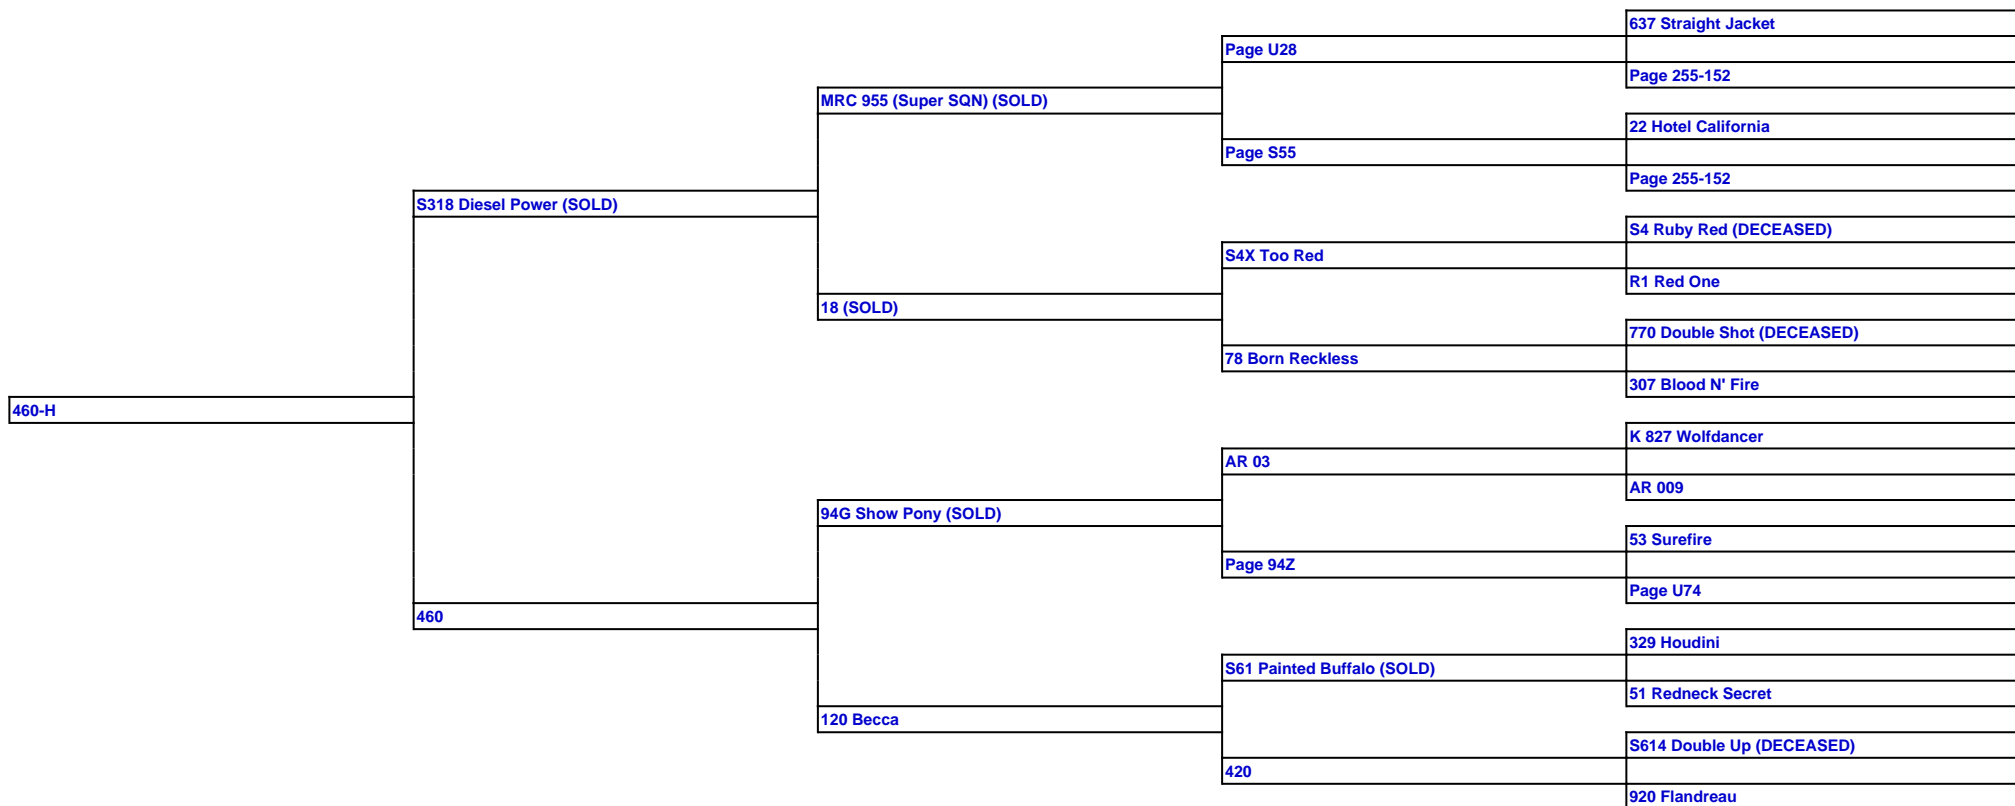 637 Straight Jacket
Page U28
Page 255-152
MRC 955 (Super SQN) (SOLD)
22 Hotel California
Page S55
Page 255-152
S318 Diesel Power (SOLD)
S4 Ruby Red (DECEASED)
S4X Too Red
R1 Red One
18 (SOLD)
770 Double Shot (DECEASED)
78 Born Reckless
307 Blood N' Fire
460-H
K 827 Wolfdancer
AR 03
AR 009
94G Show Pony (SOLD)
53 Surefire
Page 94Z
Page U74
460
329 Houdini
S61 Painted Buffalo (SOLD)
51 Redneck Secret
120 Becca
S614 Double Up (DECEASED)
420
920 Flandreau